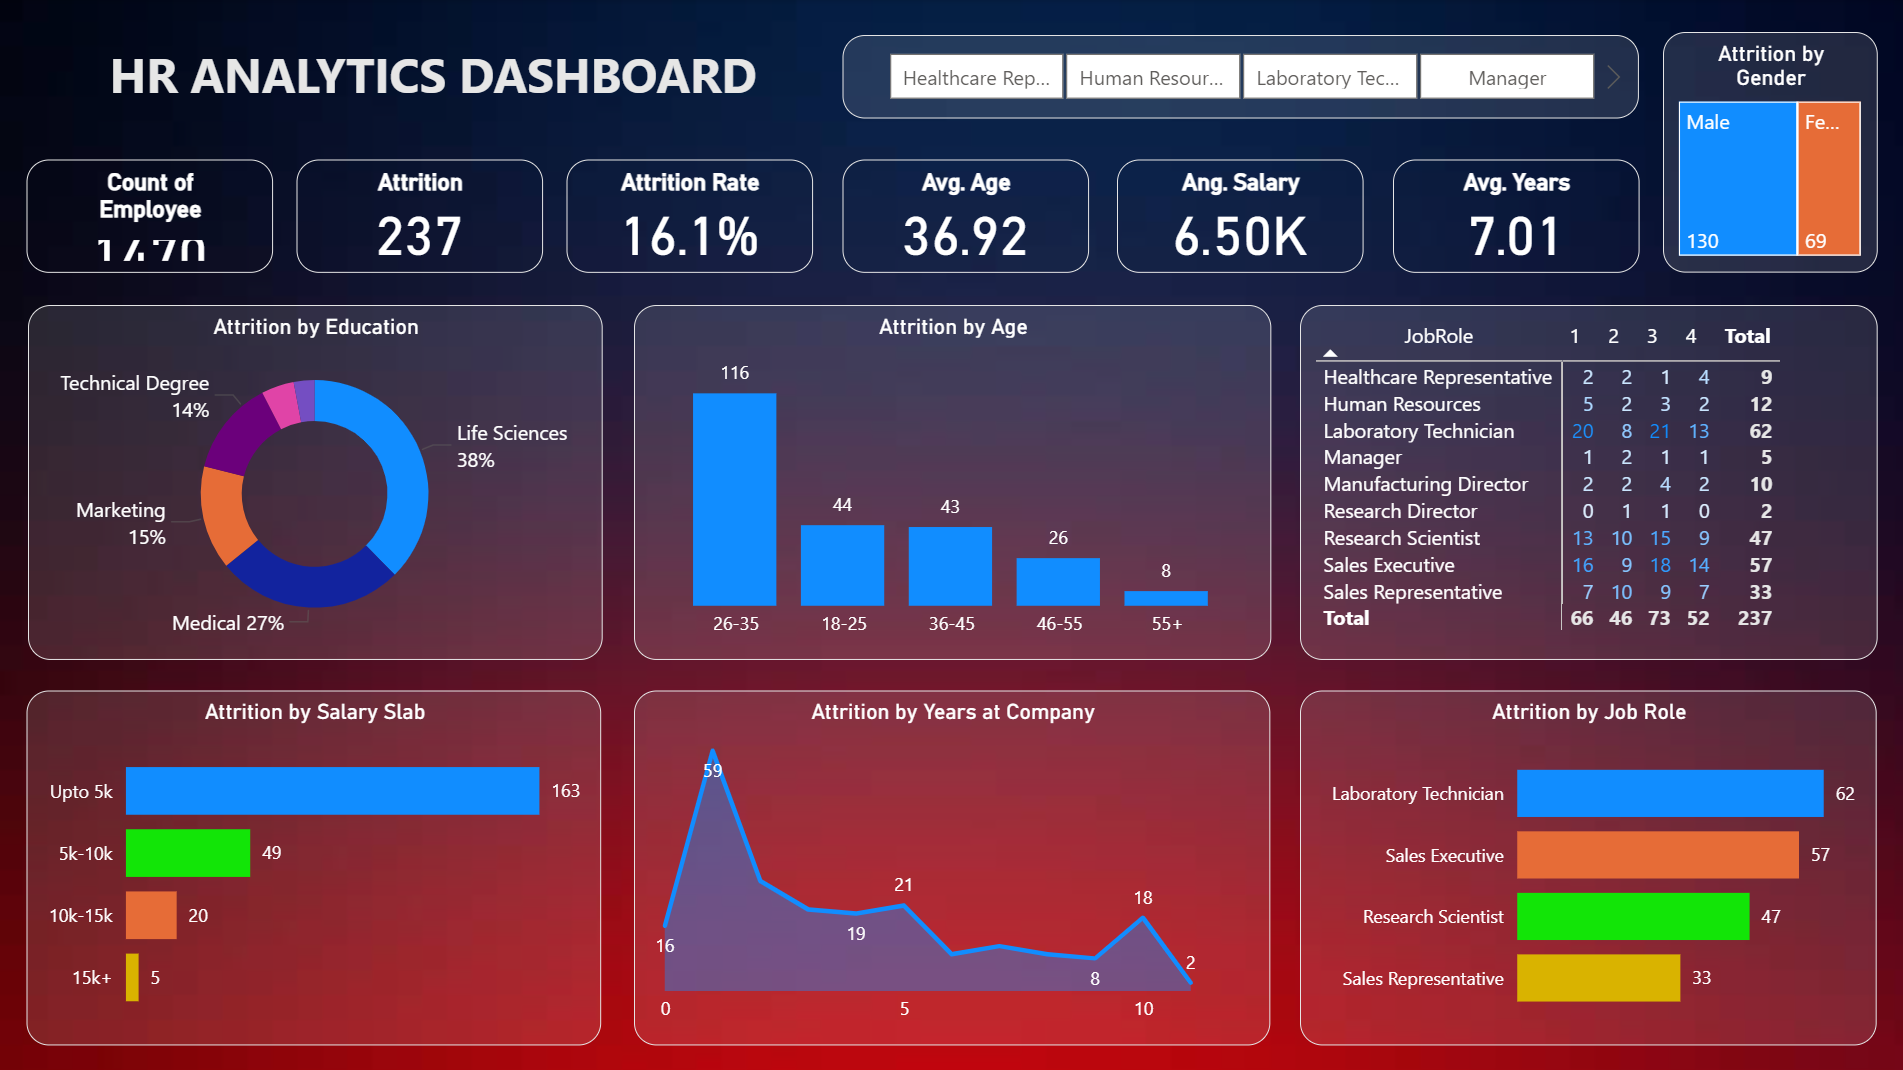 HR ANALYTICS DASHBOARD
Healthcare Rep...
Human Resour...
Laboratory Tec...
Manager
Attrition by
Gender
Male
Fe...
130
69
Count of
Employee
Attrition
237
Attrition Rate
16.1%
Avg. Age
36.92
Ang. Salary
6.50K
Avg. Years
7.01
Attrition by Education
Technical Degree
14%
Life Sciences
38%
Marketing
15%
Medical 27%
Attrition by Age
116
44
43
26
8
26-35 18-25 36-45 46-55 55+
JobRole 1 2 3 4 Total
Healthcare Representative 2 2 1 4 9
Human Resources 5 2 3 2 12
Laboratory Technician 20 8 21 13 62
Manager 1 2 1 1 5
Manufacturing Director 2 2 4 2 10
Research Director 0 1 1 0 2
Research Scientist 13 10 15 9 47
Sales Executive 16 9 18 14 57
Sales Representative 7 10 9 7 33
Total 66 46 73 52 237
Attrition by Salary Slab
Upto 5k 163
5k-10k 49
10k-15k 20
15k+ 5
Attrition by Years at Company
59
16
19
21
8
18
2
0 5 10
Attrition by Job Role
Laboratory Technician 62
Sales Executive 57
Research Scientist 47
Sales Representative 33